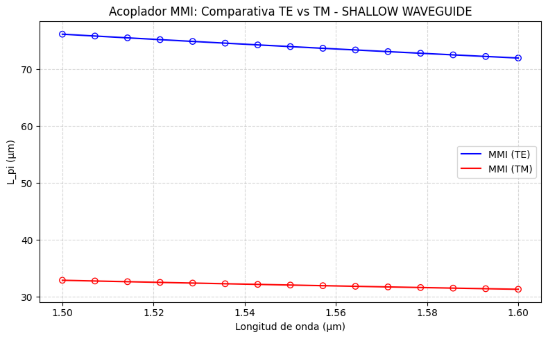 Acoplador MMI: Comparativa TE vs TM - SHALLOW WAVEGUIDE
L_pi (μm)
70
60
50
40
30
MMI (TE)
MMI (TM)
1.50 1.52 1.54 1.56 1.58 1.60
Longitud de onda (μm)